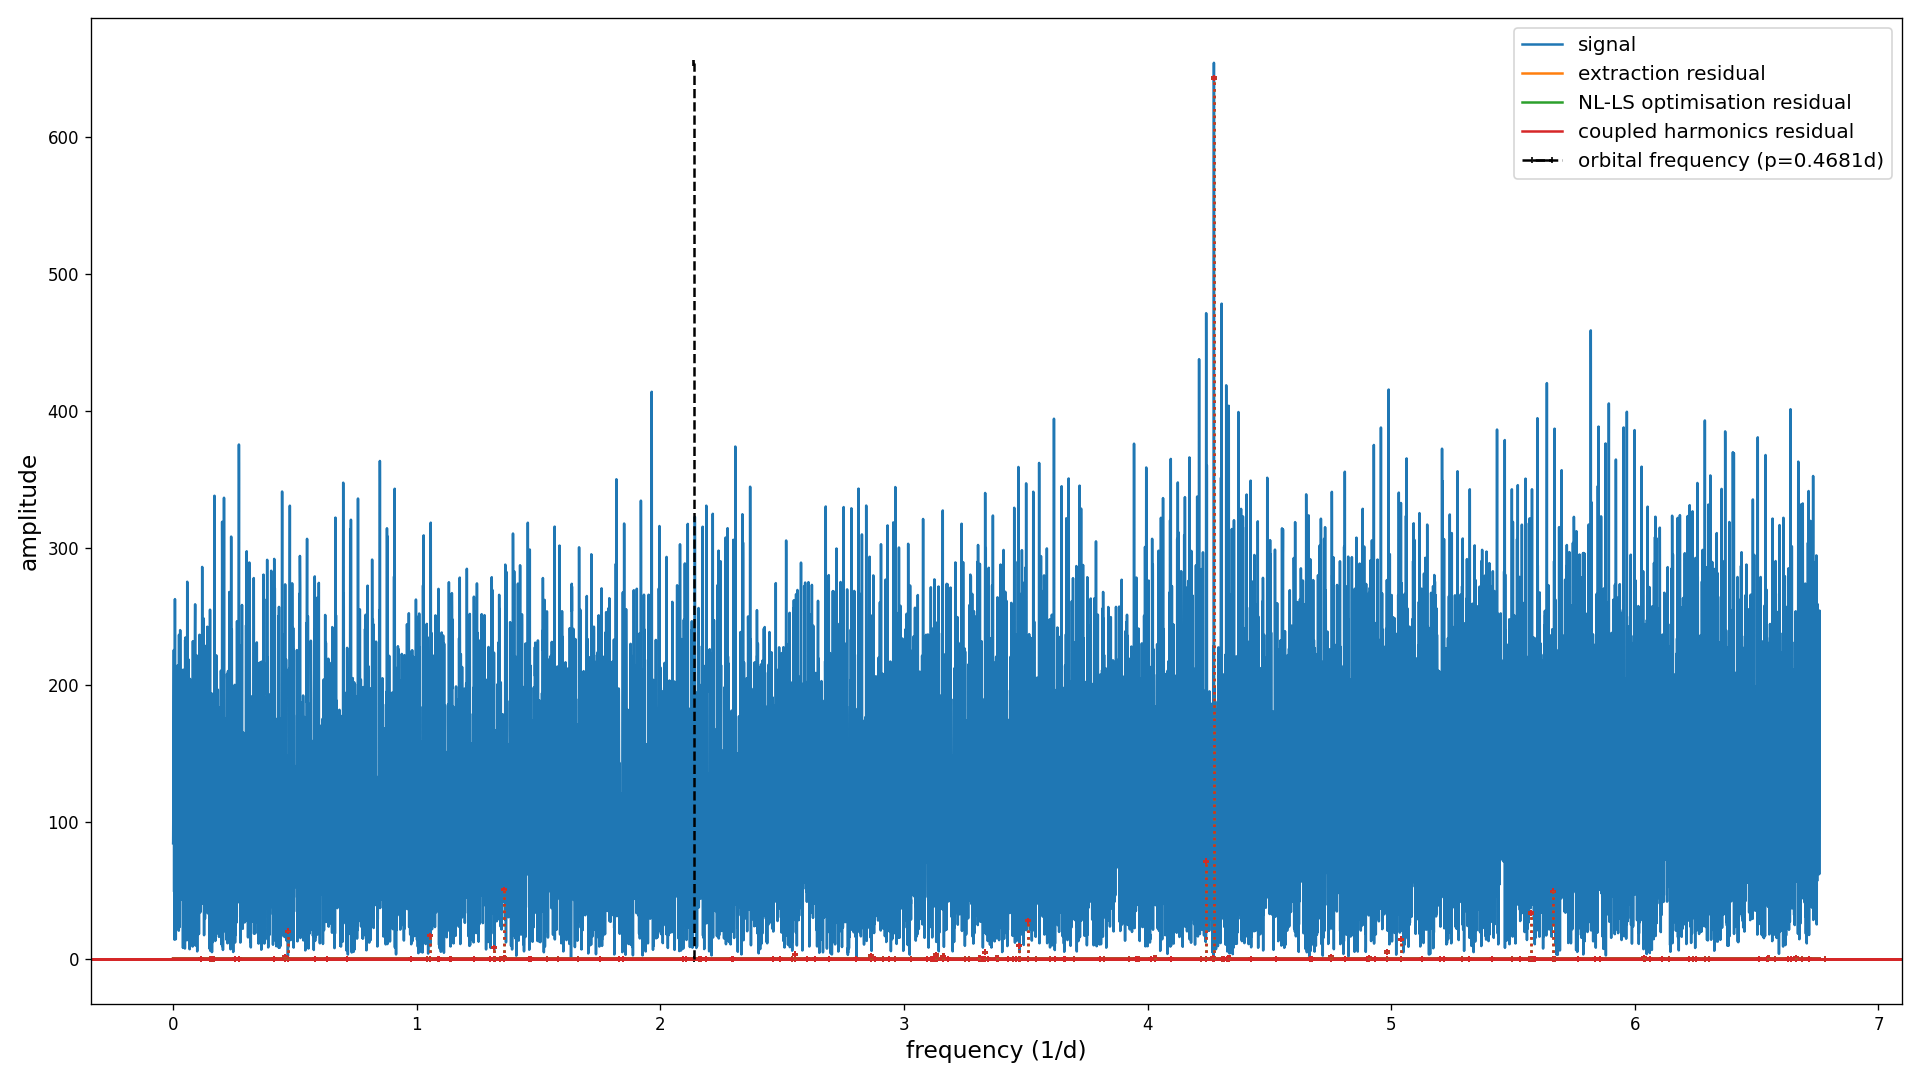 signal
extraction residual
NL-LS optimisation residual
coupled harmonics residual
orbital frequency (p=0.4681d)
600
500
400
300
200
100
0
amplitude
0 1 2 3 4 5 6 7
frequency (1/d)